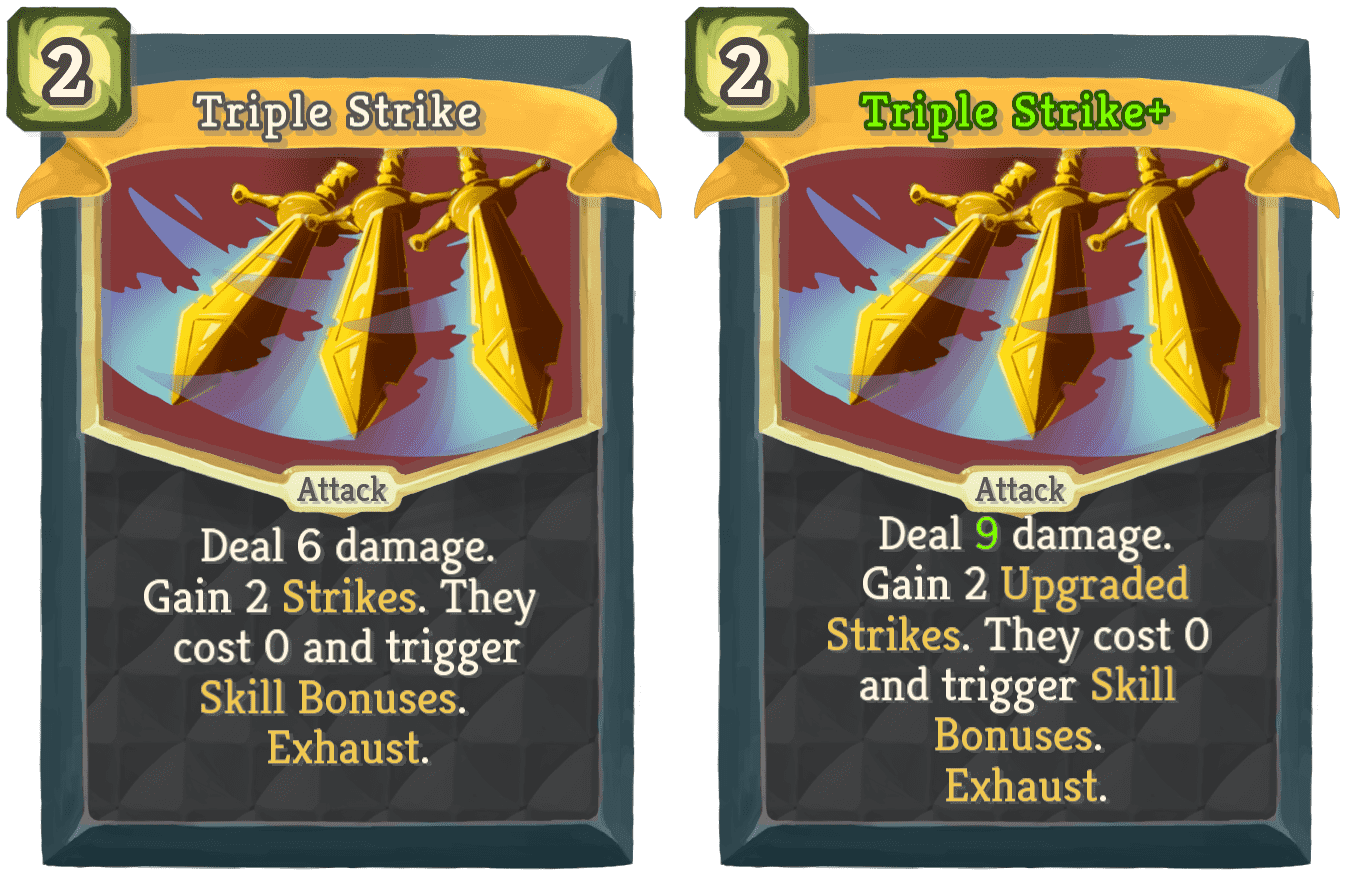 2
Triple Strike
Attack
Deal 6 damage.
Gain 2 Strikes. They
cost 0 and trigger
Skill Bonuses.
Exhaust.
2
Triple Strike+
Attack
Deal 9 damage.
Gain 2 Upgraded
Strikes. They cost 0
and trigger Skill
Bonuses.
Exhaust.